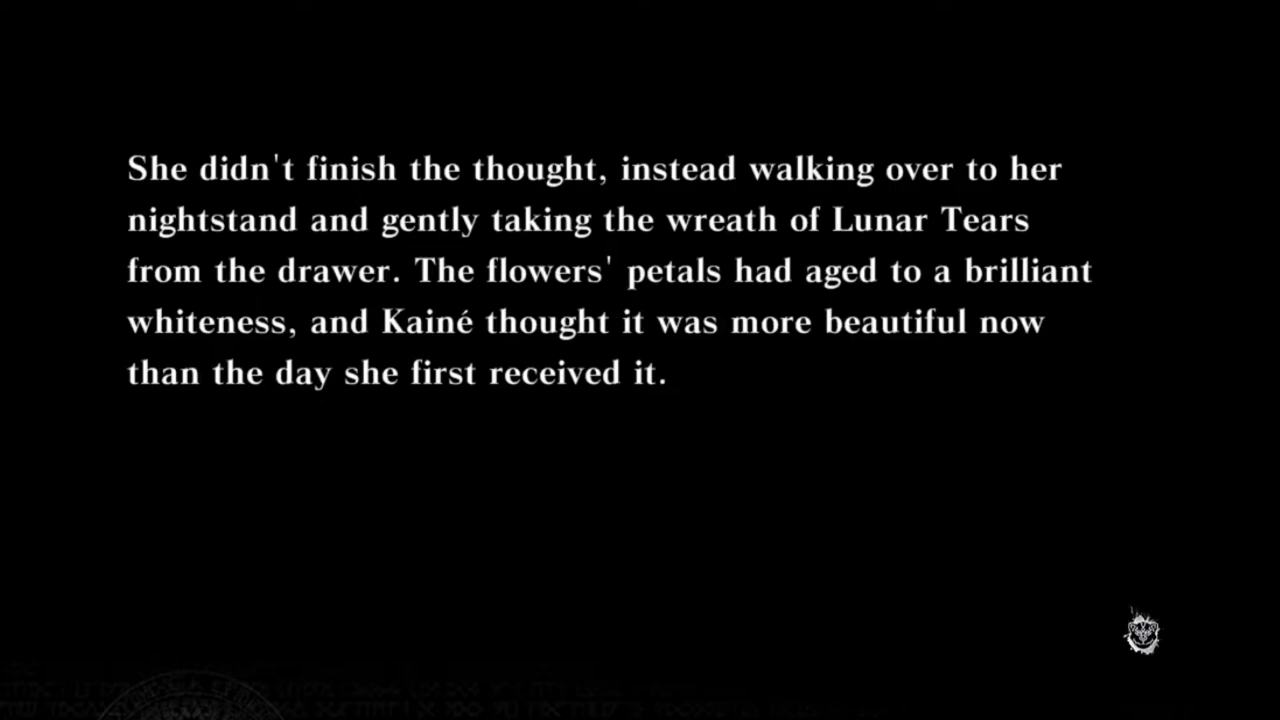 She didn't finish the thought, instead walking over to her
nightstand and gently taking the wreath of Lunar Tears
from the drawer. The flowers' petals had aged to a brilliant
whiteness, and Kainé thought it was more beautiful now
than the day she first received it.